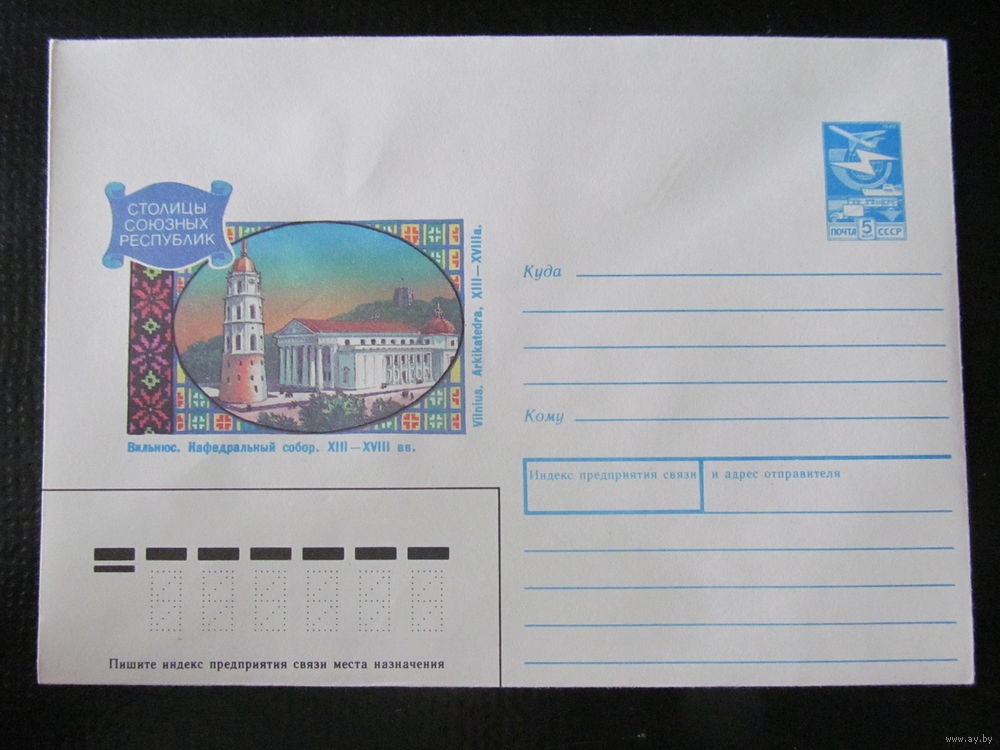 СТОЛИЦЫ
СОЮЗНЫХ
РЕСПУБЛИК
Vilnius. Arkikatedra, XIII–XVIIIa.
Вильнюс. Кафедральный собор. XIII–XVIII вв.
ПОЧТА 5 СССР
Куда
Кому
Индекс предприятия связи и адрес отправителя
Пишите индекс предприятия связи места назначения
www.ay.by